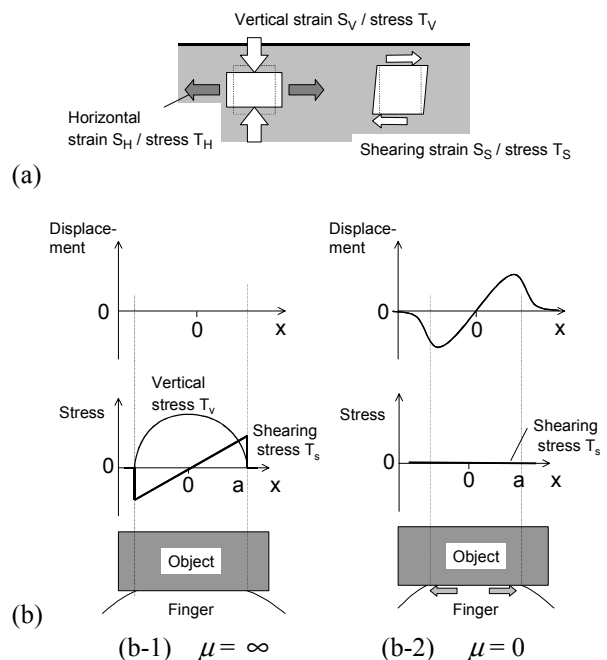 Vertical strain S_V / stress T_V
Horizontal
strain S_H / stress T_H
Shearing strain S_S / stress T_S
(a)
Displace-
ment
0
0
x
Stress
Vertical
stress T_v
Shearing
stress T_s
0
0
a
x
Object
Finger
Displace-
ment
0
0
x
Stress
Shearing
stress T_s
0
0
a
x
Object
Finger
(b)
(b-1) μ = ∞
(b-2) μ = 0